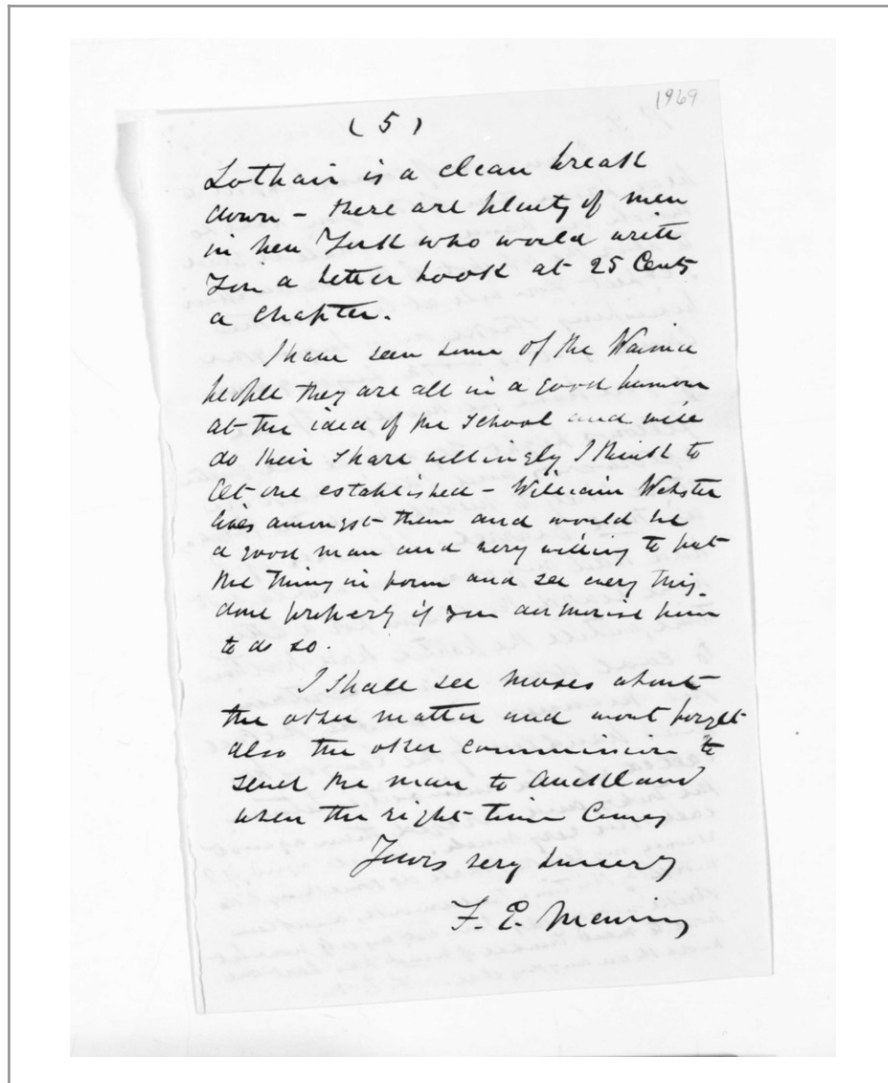 1969
(5)
Lothair is a clean break
down - there are plenty of men
in New York who would write
you a better book at 25 Cents
a chapter.
I have seen some of the Waima
people they are all in a good humour
at the idea of the School and will
do their share willingly I think to
get one established - William Webster
lives amongst them and would be
a good man and very willing to put
the thing in form and see every thing
done properly if you authorise him
to do so.
I shall see Moses about
the other matter and wont forget
also the other commission to
send the man to Auckland
when the right time comes
Yours very sincerely
F. E. Maning